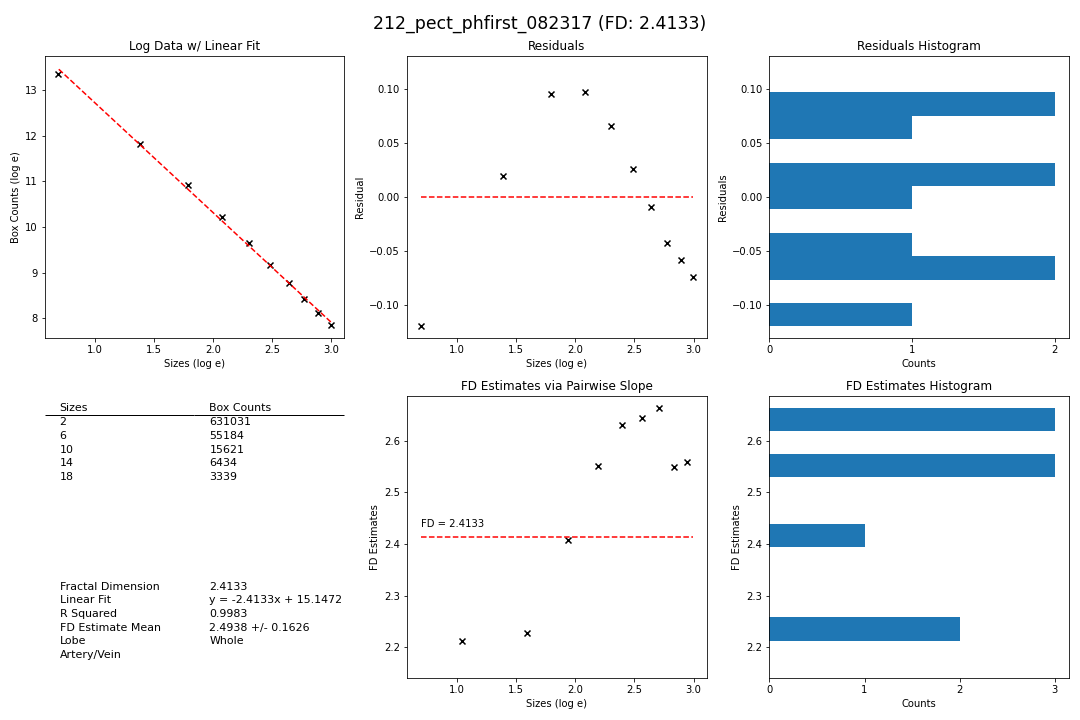 212_pect_phfirst_082317 (FD: 2.4133)
Log Data w/ Linear Fit
Box Counts (log e)
13
12
11
10
9
8
1.0 1.5 2.0 2.5 3.0
Sizes (log e)
Residuals
Residual
0.10
0.05
0.00
−0.05
−0.10
1.0 1.5 2.0 2.5 3.0
Sizes (log e)
Residuals Histogram
Residuals
0.10
0.05
0.00
−0.05
−0.10
0 1 2
Counts
Sizes Box Counts
2 631031
6 55184
10 15621
14 6434
18 3339
Fractal Dimension 2.4133
Linear Fit y = -2.4133x + 15.1472
R Squared 0.9983
FD Estimate Mean 2.4938 +/- 0.1626
Lobe Whole
Artery/Vein
FD Estimates via Pairwise Slope
FD Estimates
2.6
2.5
2.4
2.3
2.2
FD = 2.4133
1.0 1.5 2.0 2.5 3.0
Sizes (log e)
FD Estimates Histogram
FD Estimates
2.6
2.5
2.4
2.3
2.2
0 1 2 3
Counts